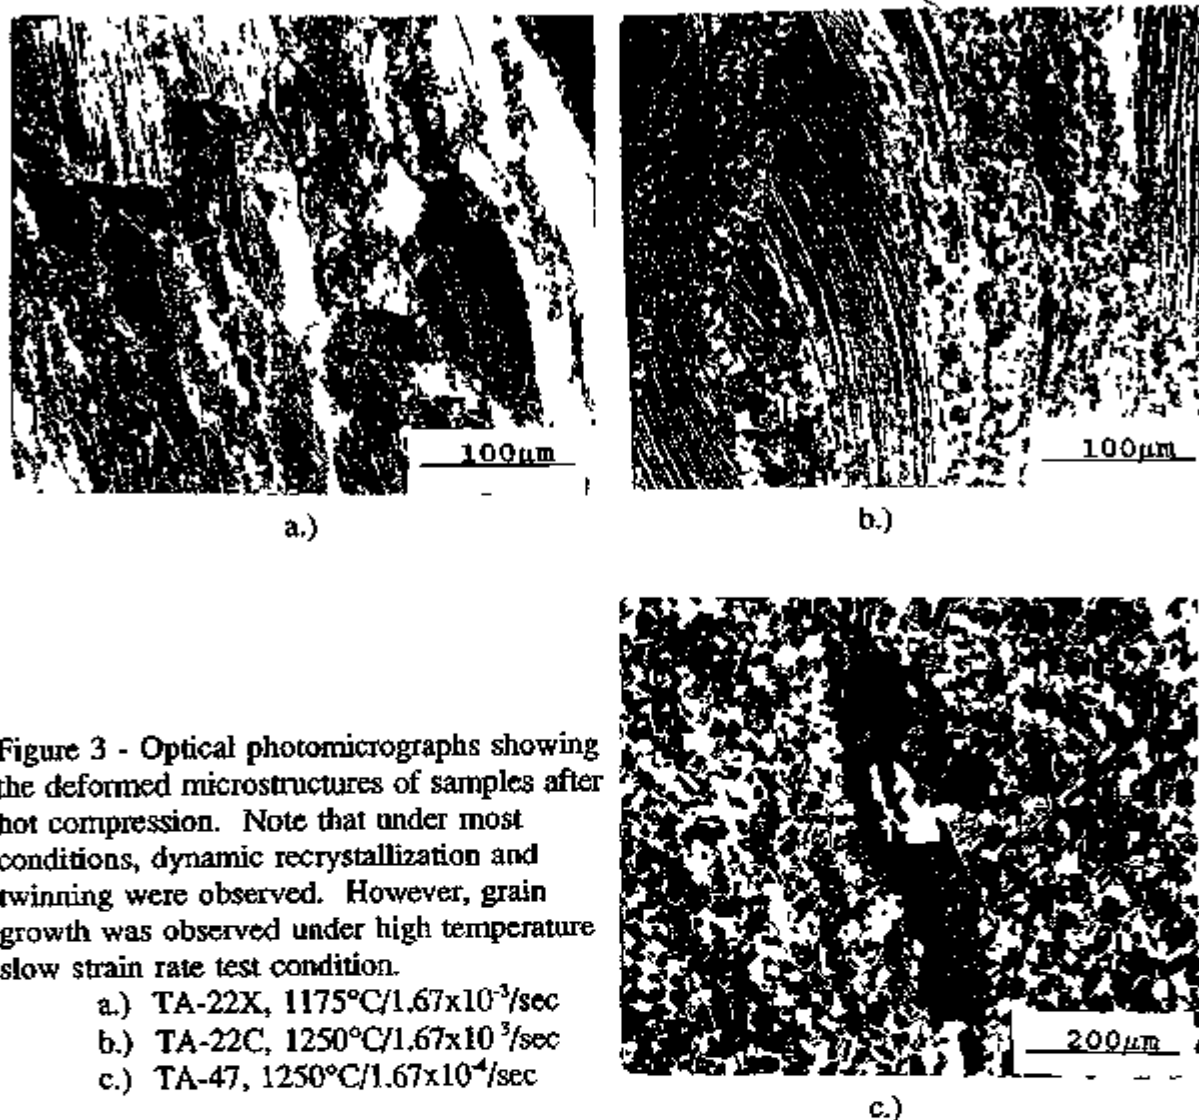 100μm
100μm
a.)
b.)
Figure 3 - Optical photomicrographs showing
the deformed microstructures of samples after
hot compression. Note that under most
conditions, dynamic recrystallization and
twinning were observed. However, grain
growth was observed under high temperature
slow strain rate test condition.
a.) TA-22X, 1175°C/1.67x10⁻³/sec
b.) TA-22C, 1250°C/1.67x10 ³/sec
c.) TA-47, 1250°C/1.67x10⁻⁴/sec
200μm
c.)